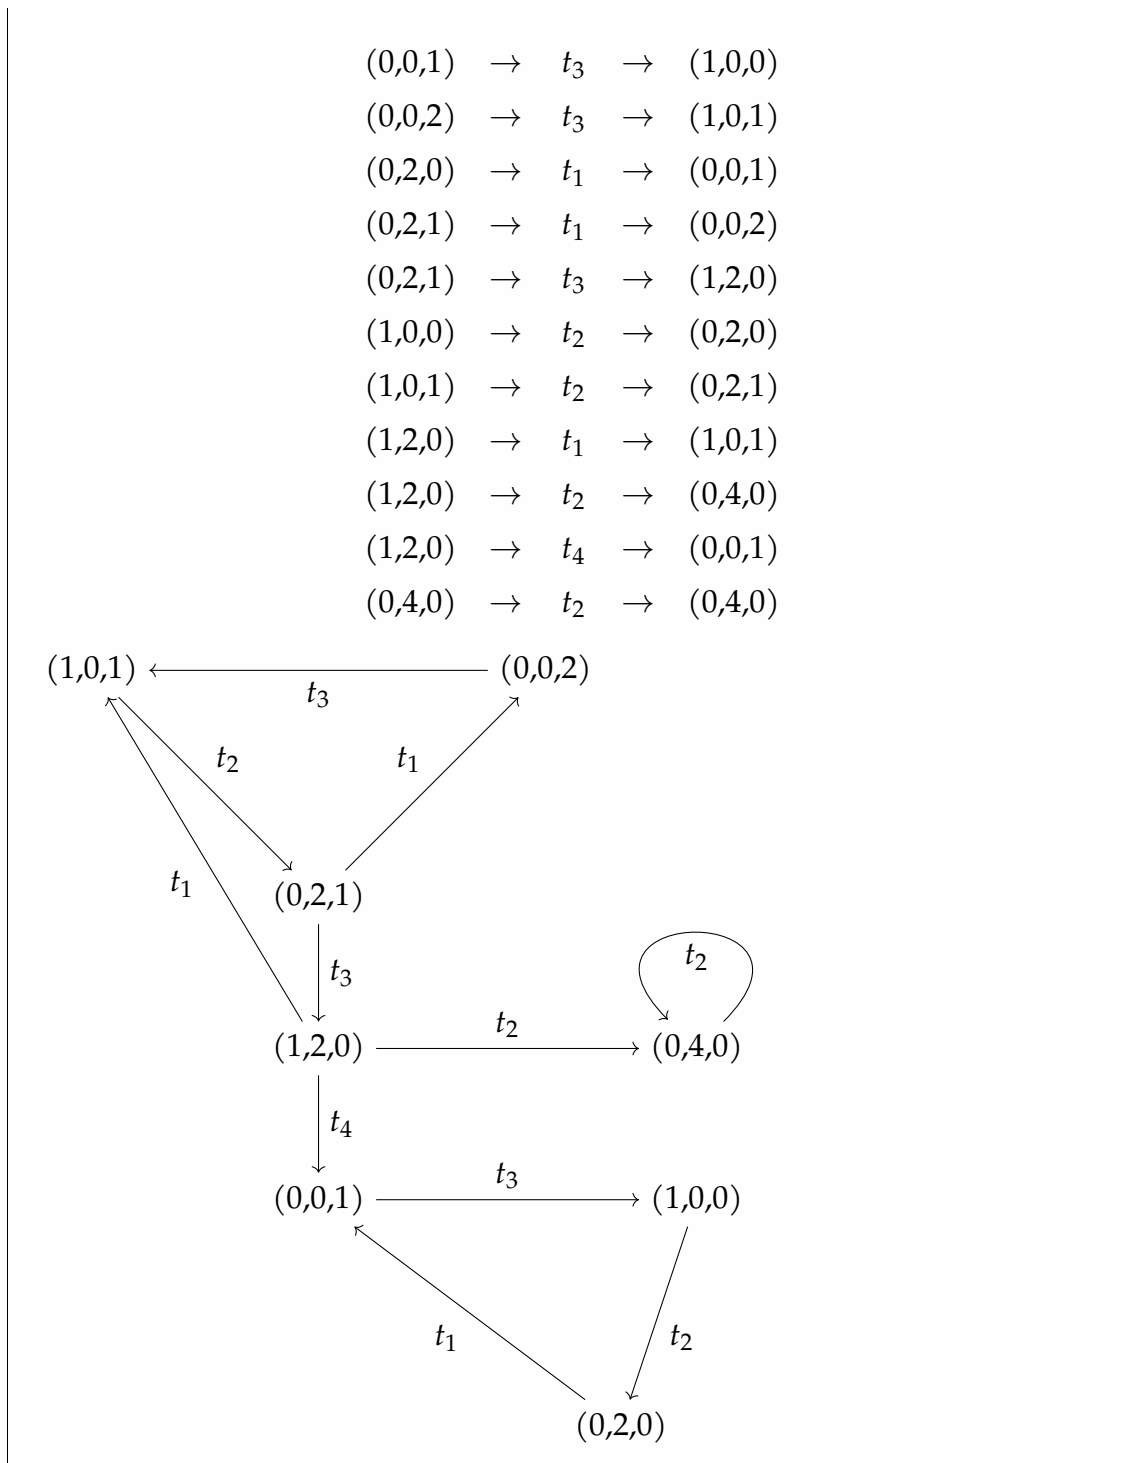 (0,0,1) → t₃ → (1,0,0)
(0,0,2) → t₃ → (1,0,1)
(0,2,0) → t₁ → (0,0,1)
(0,2,1) → t₁ → (0,0,2)
(0,2,1) → t₃ → (1,2,0)
(1,0,0) → t₂ → (0,2,0)
(1,0,1) → t₂ → (0,2,1)
(1,2,0) → t₁ → (1,0,1)
(1,2,0) → t₂ → (0,4,0)
(1,2,0) → t₄ → (0,0,1)
(0,4,0) → t₂ → (0,4,0)
(1,0,1) (0,0,2)
t₃
t₂ t₁
t₁
(0,2,1)
t₂
t₃
t₂
(1,2,0) (0,4,0)
t₄
t₃
(0,0,1) (1,0,0)
t₁ t₂
(0,2,0)